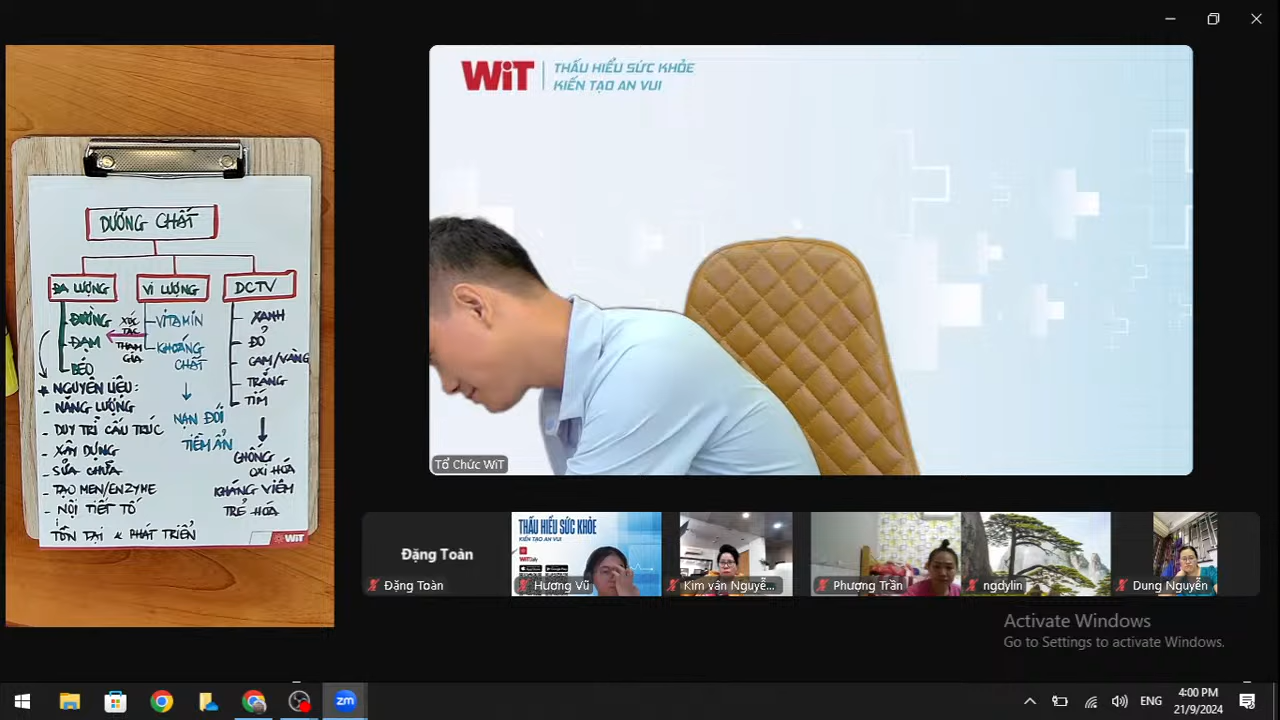 DƯỠNG CHẤT
ĐA LƯỢNG
VI LƯỢNG
DCTV
ĐƯỜNG
ĐẠM
BÉO
XÚC
TÁC
THAM
GIA
VITAMIN
KHOÁNG
CHẤT
NẠN ĐÓI
TIỀM ẨN
XANH
ĐỎ
CAM/VÀNG
TRẮNG
TÍM
CHỐNG
OXI HÓA
KHÁNG VIÊM
TRẺ HÓA
* NGUYÊN LIỆU:
- NĂNG LƯỢNG
- DUY TRÌ CẤU TRÚC
- XÂY DỰNG
- SỬA CHỮA
- TẠO MEN/ENZYME
- NỘI TIẾT TỐ
TỒN TẠI & PHÁT TRIỂN
WiT
WiT
THẤU HIỂU SỨC KHỎE
KIẾN TẠO AN VUI
Tổ Chức WiT
Đặng Toàn
Đặng Toàn
THẤU HIỂU SỨC KHỎE
KIẾN TẠO AN VUI
Hương Vũ
Kim vân Nguyễ...
Phượng Trần
ngdylin
Dung Nguyễn
Activate Windows
Go to Settings to activate Windows.
zm
ENG
4:00 PM
21/9/2024